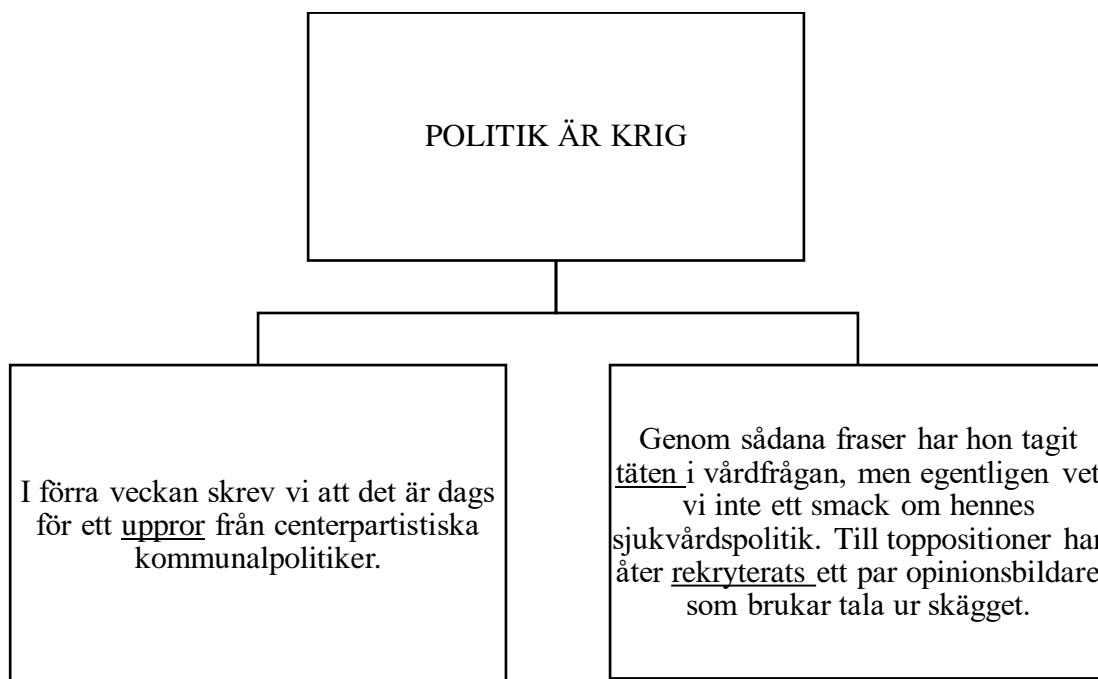 POLITIK ÄR KRIG
I förra veckan skrev vi att det är dags
för ett uppror från centerpartistiska
kommunalpolitiker.
Genom sådana fraser har hon tagit
täten i vårdfrågan, men egentligen vet
vi inte ett smack om hennes
sjukvårdspolitik. Till toppositioner har
åter rekryterats ett par opinionsbildare
som brukar tala ur skägget.